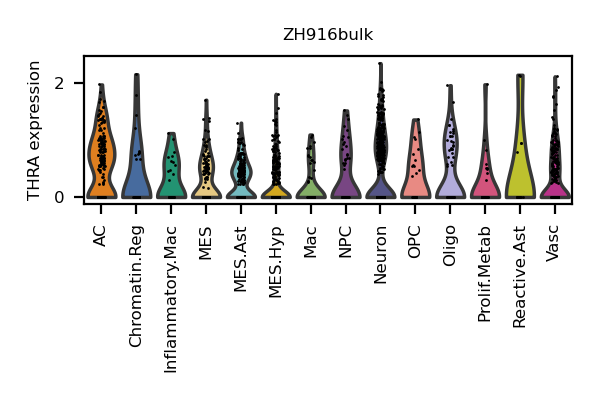 ZH916bulk
THRA expression
2
0
AC
Chromatin.Reg
Inflammatory.Mac
MES
MES.Ast
MES.Hyp
Mac
NPC
Neuron
OPC
Oligo
Prolif.Metab
Reactive.Ast
Vasc